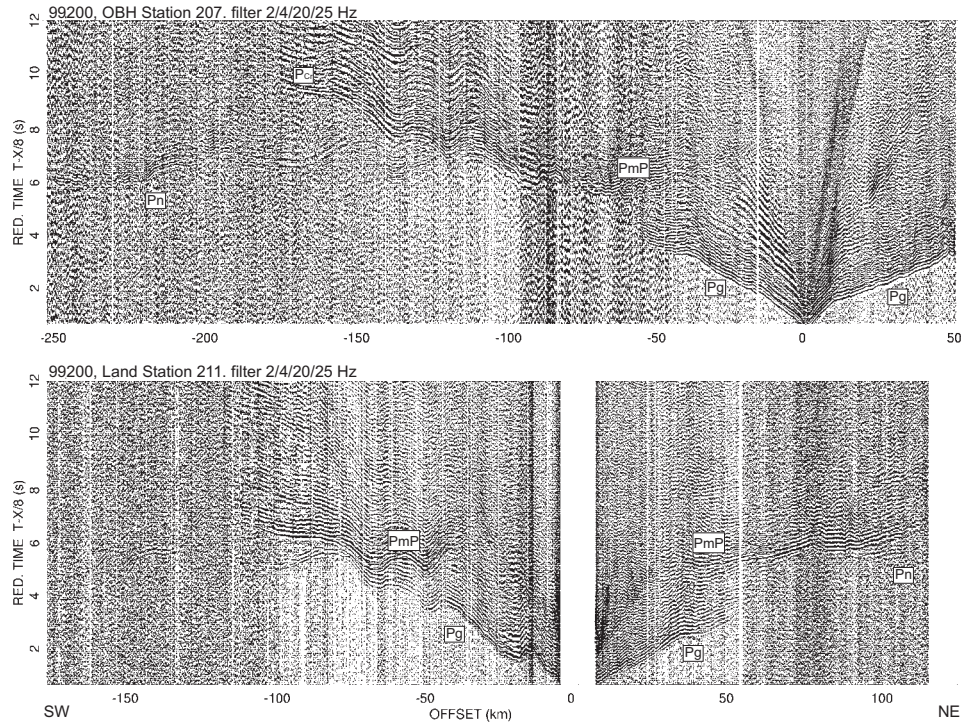 99200, OBH Station 207. filter 2/4/20/25 Hz
RED. TIME T-X/8 (s)
12
10
8
6
4
2
Pn
PmP
Pg
Pg
-250 -200 -150 -100 -50 0 50
99200, Land Station 211. filter 2/4/20/25 Hz
RED. TIME T-X/8 (s)
12
10
8
6
4
2
PmP
Pg
PmP
Pn
Pg
-150 -100 -50 0 50 100
SW OFFSET (km) NE